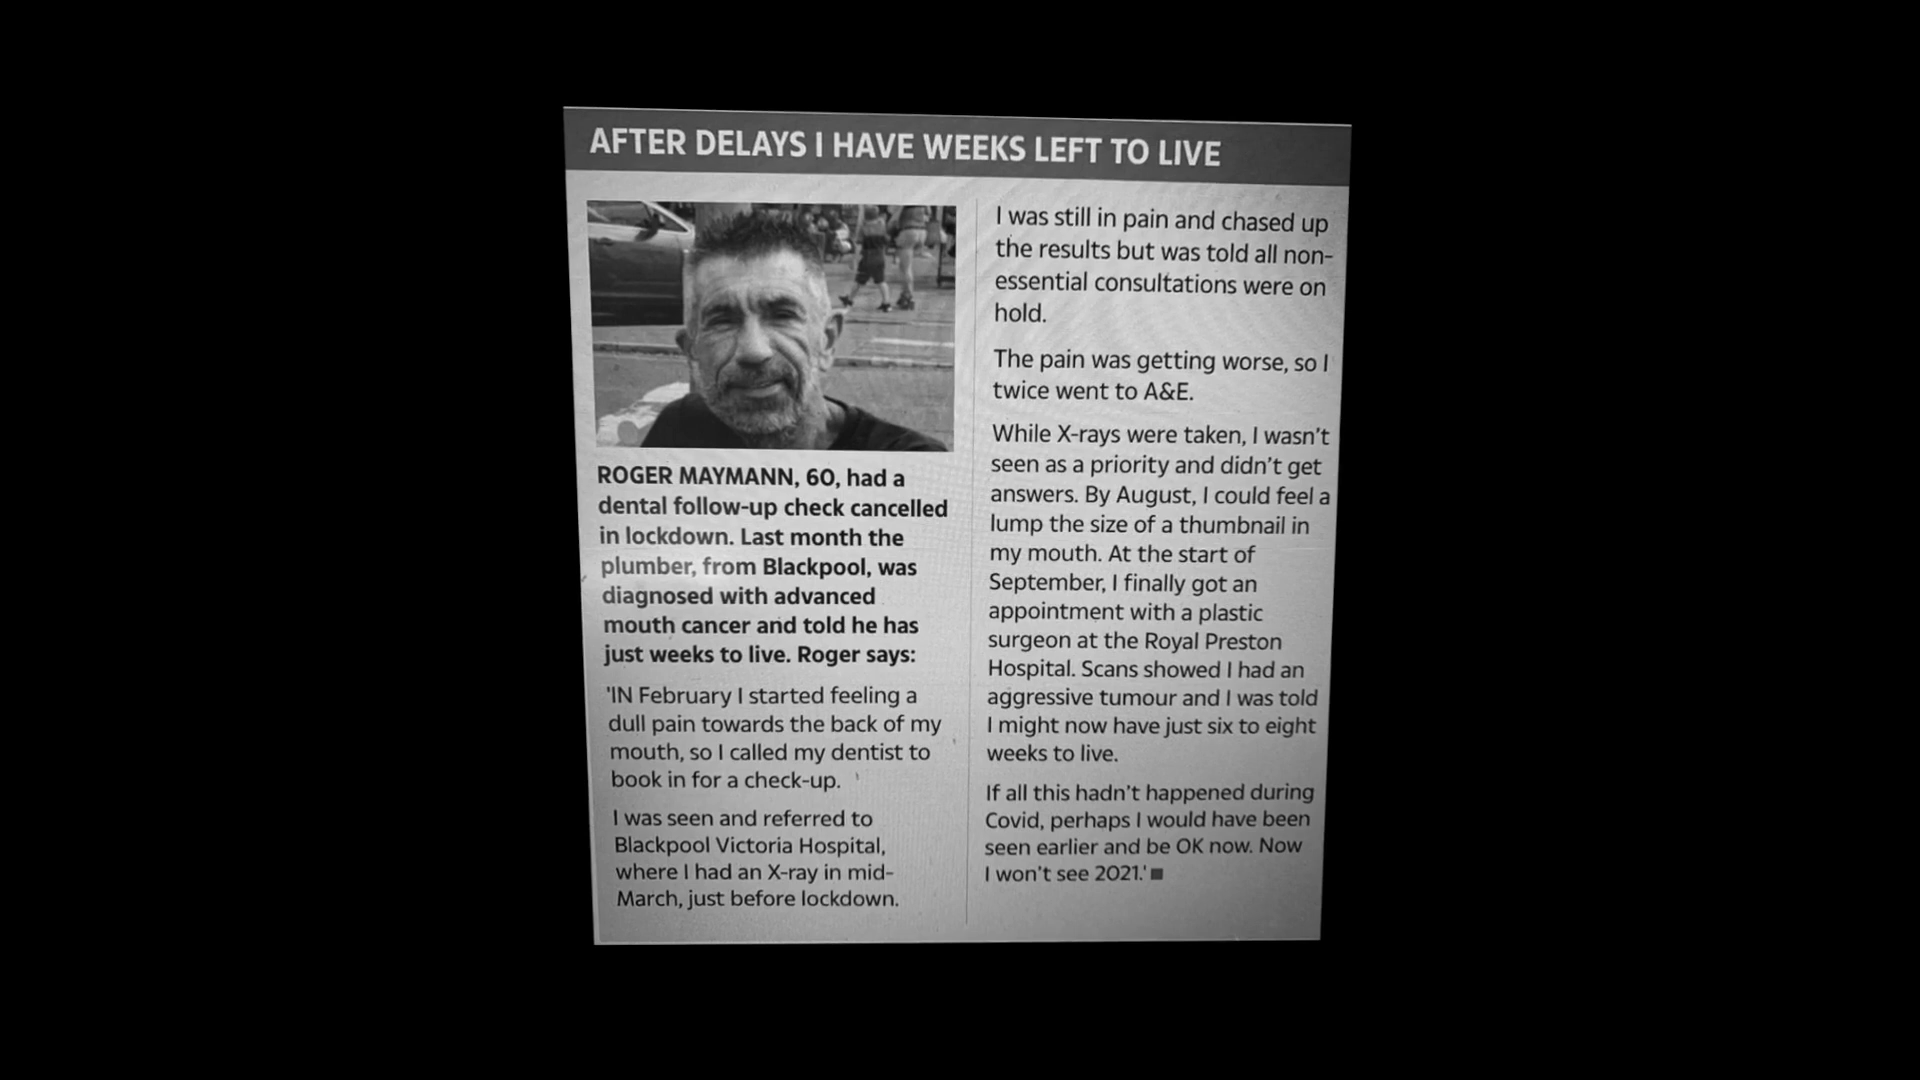 AFTER DELAYS I HAVE WEEKS LEFT TO LIVE
ROGER MAYMANN, 60, had a
dental follow-up check cancelled
in lockdown. Last month the
plumber, from Blackpool, was
diagnosed with advanced
mouth cancer and told he has
just weeks to live. Roger says:
'IN February I started feeling a
dull pain towards the back of my
mouth, so I called my dentist to
book in for a check-up.
I was seen and referred to
Blackpool Victoria Hospital,
where I had an X-ray in mid-
March, just before lockdown.
I was still in pain and chased up
the results but was told all non-
essential consultations were on
hold.
The pain was getting worse, so I
twice went to A&E.
While X-rays were taken, I wasn't
seen as a priority and didn't get
answers. By August, I could feel a
lump the size of a thumbnail in
my mouth. At the start of
September, I finally got an
appointment with a plastic
surgeon at the Royal Preston
Hospital. Scans showed I had an
aggressive tumour and I was told
I might now have just six to eight
weeks to live.
If all this hadn't happened during
Covid, perhaps I would have been
seen earlier and be OK now. Now
I won't see 2021.' ■